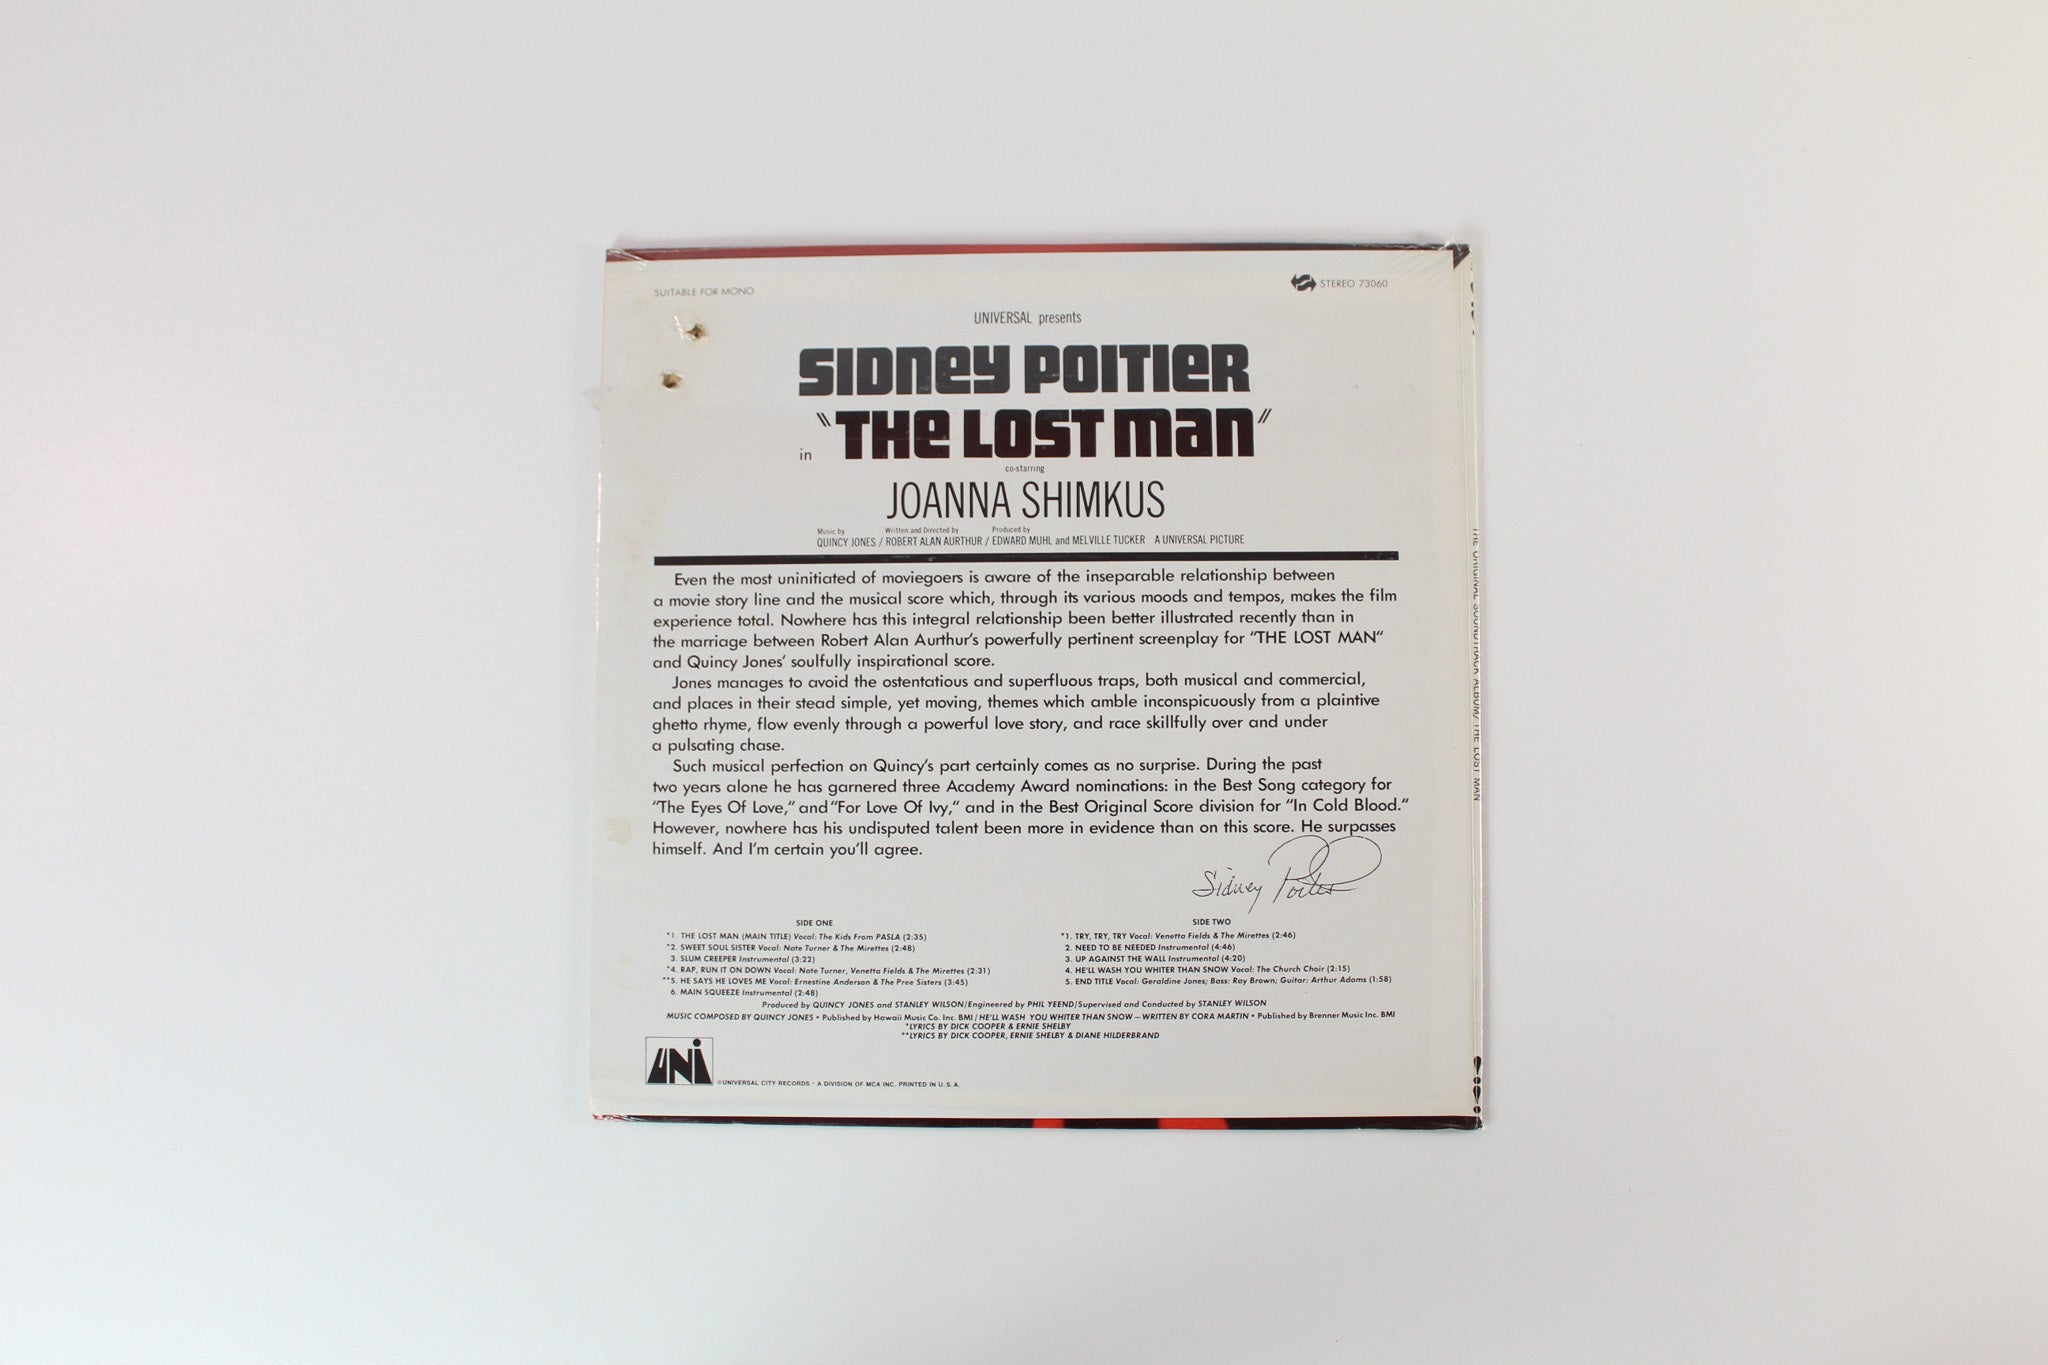 SUITABLE FOR MONO
STEREO 73060
UNIVERSAL presents
SIDNEY POITIER
in "THE LOST MAN"
co-starring
JOANNA SHIMKUS
Music by Written and Directed by Produced by
QUINCY JONES / ROBERT ALAN AURTHUR / EDWARD MUHL and MELVILLE TUCKER A UNIVERSAL PICTURE
Even the most uninitiated of moviegoers is aware of the inseparable relationship between
a movie story line and the musical score which, through its various moods and tempos, makes the film
experience total. Nowhere has this integral relationship been better illustrated recently than in
the marriage between Robert Alan Aurthur's powerfully pertinent screenplay for "THE LOST MAN"
and Quincy Jones' soulfully inspirational score.
Jones manages to avoid the ostentatious and superfluous traps, both musical and commercial,
and places in their stead simple, yet moving, themes which amble inconspicuously from a plaintive
ghetto rhyme, flow evenly through a powerful love story, and race skillfully over and under
a pulsating chase.
Such musical perfection on Quincy's part certainly comes as no surprise. During the past
two years alone he has garnered three Academy Award nominations: in the Best Song category for
"The Eyes Of Love," and "For Love Of Ivy," and in the Best Original Score division for "In Cold Blood."
However, nowhere has his undisputed talent been more in evidence than on this score. He surpasses
himself. And I'm certain you'll agree.
Sidney Poitier
SIDE ONE
*1. THE LOST MAN (MAIN TITLE) Vocal: The Kids From PASLA (2:35)
*2. SWEET SOUL SISTER Vocal: Nate Turner & The Mirettes (2:48)
3. SLUM CREEPER Instrumental (3:22)
*4. RAP, RUN IT ON DOWN Vocal: Nate Turner, Venetta Fields & The Mirettes (2:31)
**5. HE SAYS HE LOVES ME Vocal: Ernestine Anderson & The Pree Sisters (3:45)
6. MAIN SQUEEZE Instrumental (2:48)
SIDE TWO
*1. TRY, TRY, TRY Vocal: Venetta Fields & The Mirettes (2:46)
2. NEED TO BE NEEDED Instrumental (4:46)
3. UP AGAINST THE WALL Instrumental (4:20)
4. HE'LL WASH YOU WHITER THAN SNOW Vocal: The Church Choir (2:15)
5. END TITLE Vocal: Geraldine Jones; Bass: Ray Brown; Guitar: Arthur Adams (1:58)
Produced by QUINCY JONES and STANLEY WILSON/Engineered by PHIL YEEND/Supervised and Conducted by STANLEY WILSON
MUSIC COMPOSED BY QUINCY JONES • Published by Hawaii Music Co. Inc. BMI / HE'LL WASH YOU WHITER THAN SNOW — WRITTEN BY CORA MARTIN • Published by Brenner Music Inc. BMI
*LYRICS BY DICK COOPER & ERNIE SHELBY
**LYRICS BY DICK COOPER, ERNIE SHELBY & DIANE HILDERBRAND
UNI
©UNIVERSAL CITY RECORDS - A DIVISION OF MCA INC. PRINTED IN U.S.A.
THE ORIGINAL SOUNDTRACK ALBUM/ THE LOST MAN